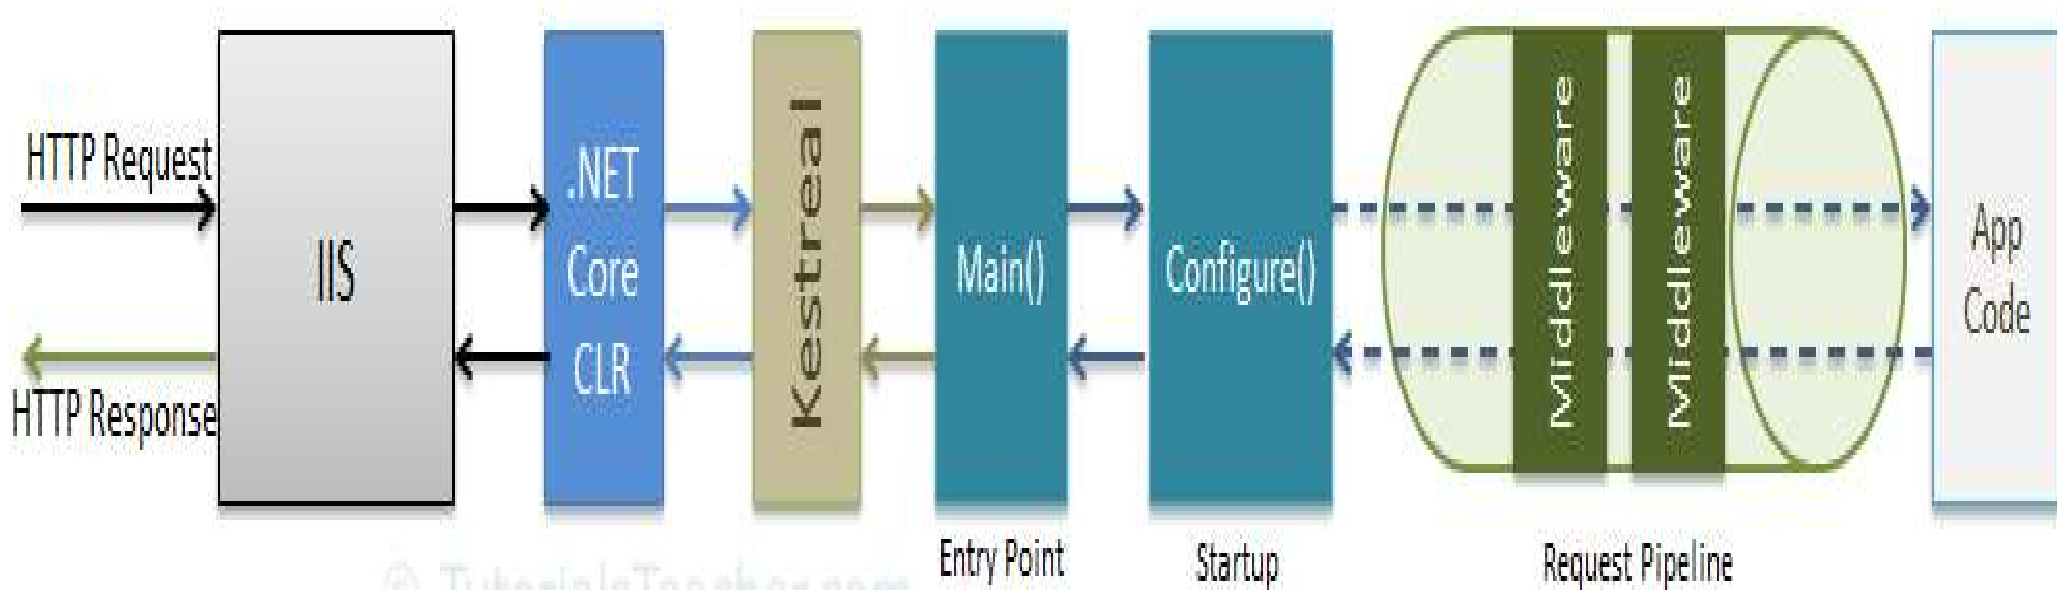 HTTP Request
HTTP Response
IIS
.NET
Core
CLR
Kestreal
Main()
Entry Point
Configure()
Startup
Middleware
Middleware
Request Pipeline
App
Code